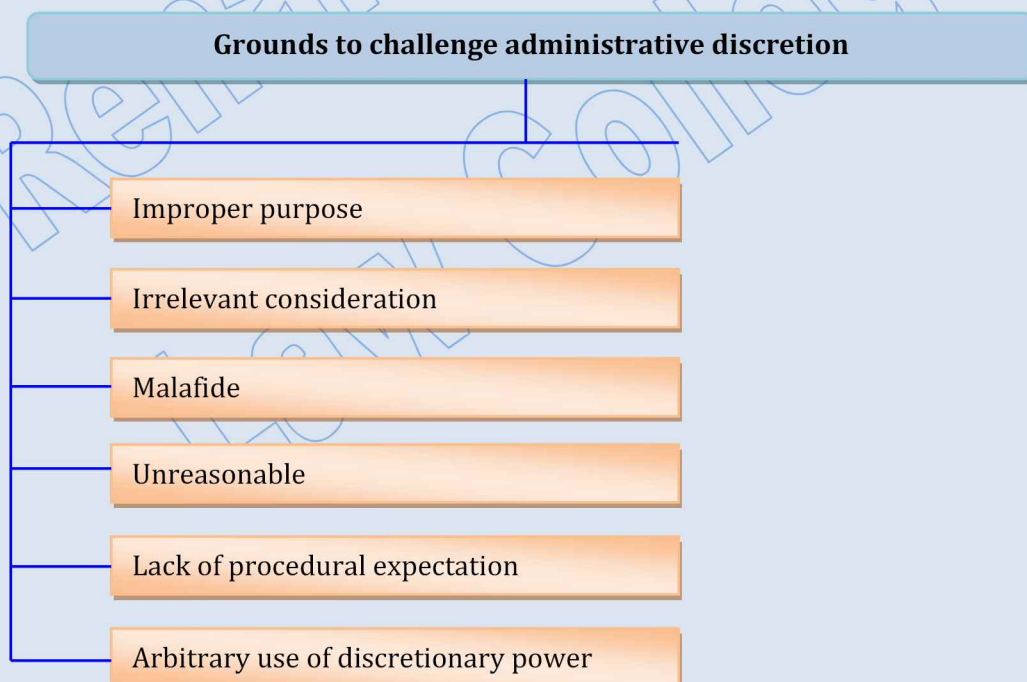 Grounds to challenge administrative discretion
Improper purpose
Irrelevant consideration
Malafide
Unreasonable
Lack of procedural expectation
Arbitrary use of discretionary power